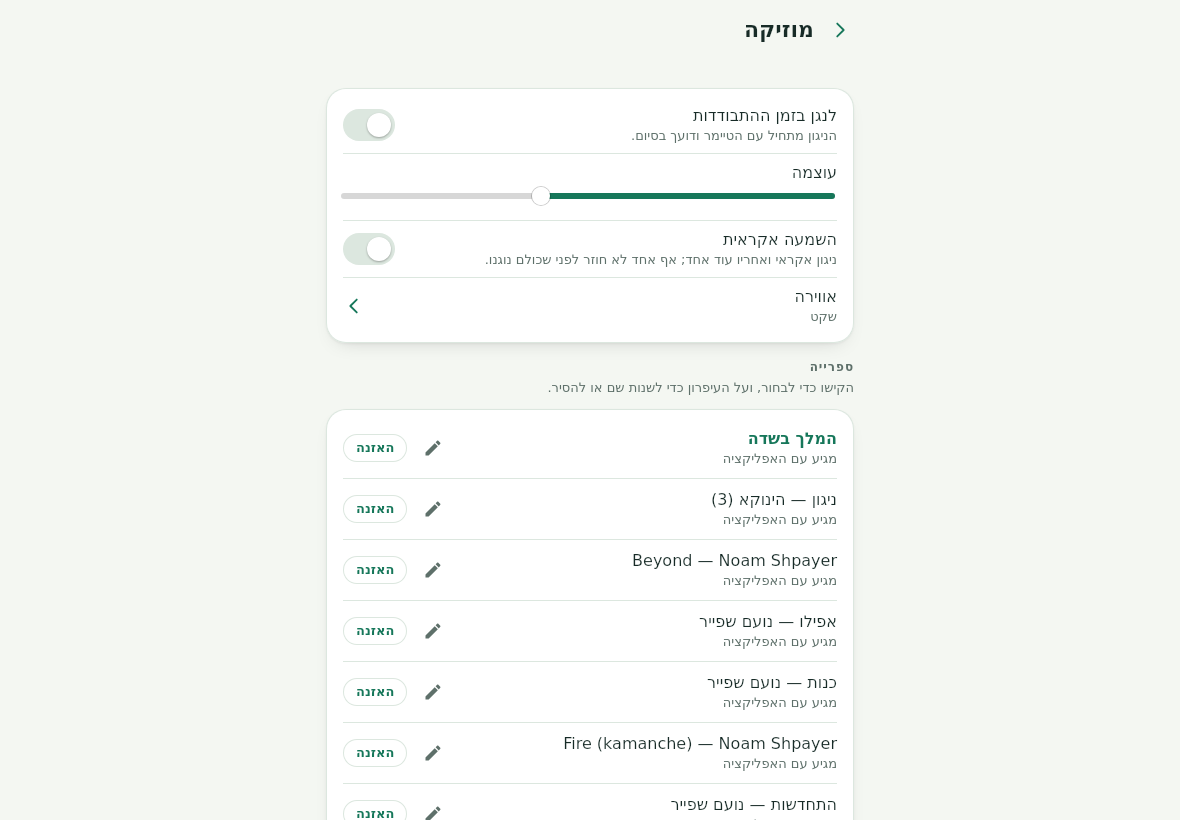 מוזיקה
לנגן בזמן ההתבודדות
הניגון מתחיל עם הטיימר ודועך בסיום.
עוצמה
השמעה אקראית
ניגון אקראי ואחריו עוד אחד; אף אחד לא חוזר לפני שכולם נוגנו.
אווירה
שקט
ספרייה
הקישו כדי לבחור, ועל העיפרון כדי לשנות שם או להסיר.
המלך בשדה
מגיע עם האפליקציה
האזנה
ניגון — הינוקא (3)
מגיע עם האפליקציה
האזנה
Beyond — Noam Shpayer
מגיע עם האפליקציה
האזנה
אפילו — נועם שפייר
מגיע עם האפליקציה
האזנה
כנות — נועם שפייר
מגיע עם האפליקציה
האזנה
Fire (kamanche) — Noam Shpayer
מגיע עם האפליקציה
האזנה
התחדשות — נועם שפייר
האזנה